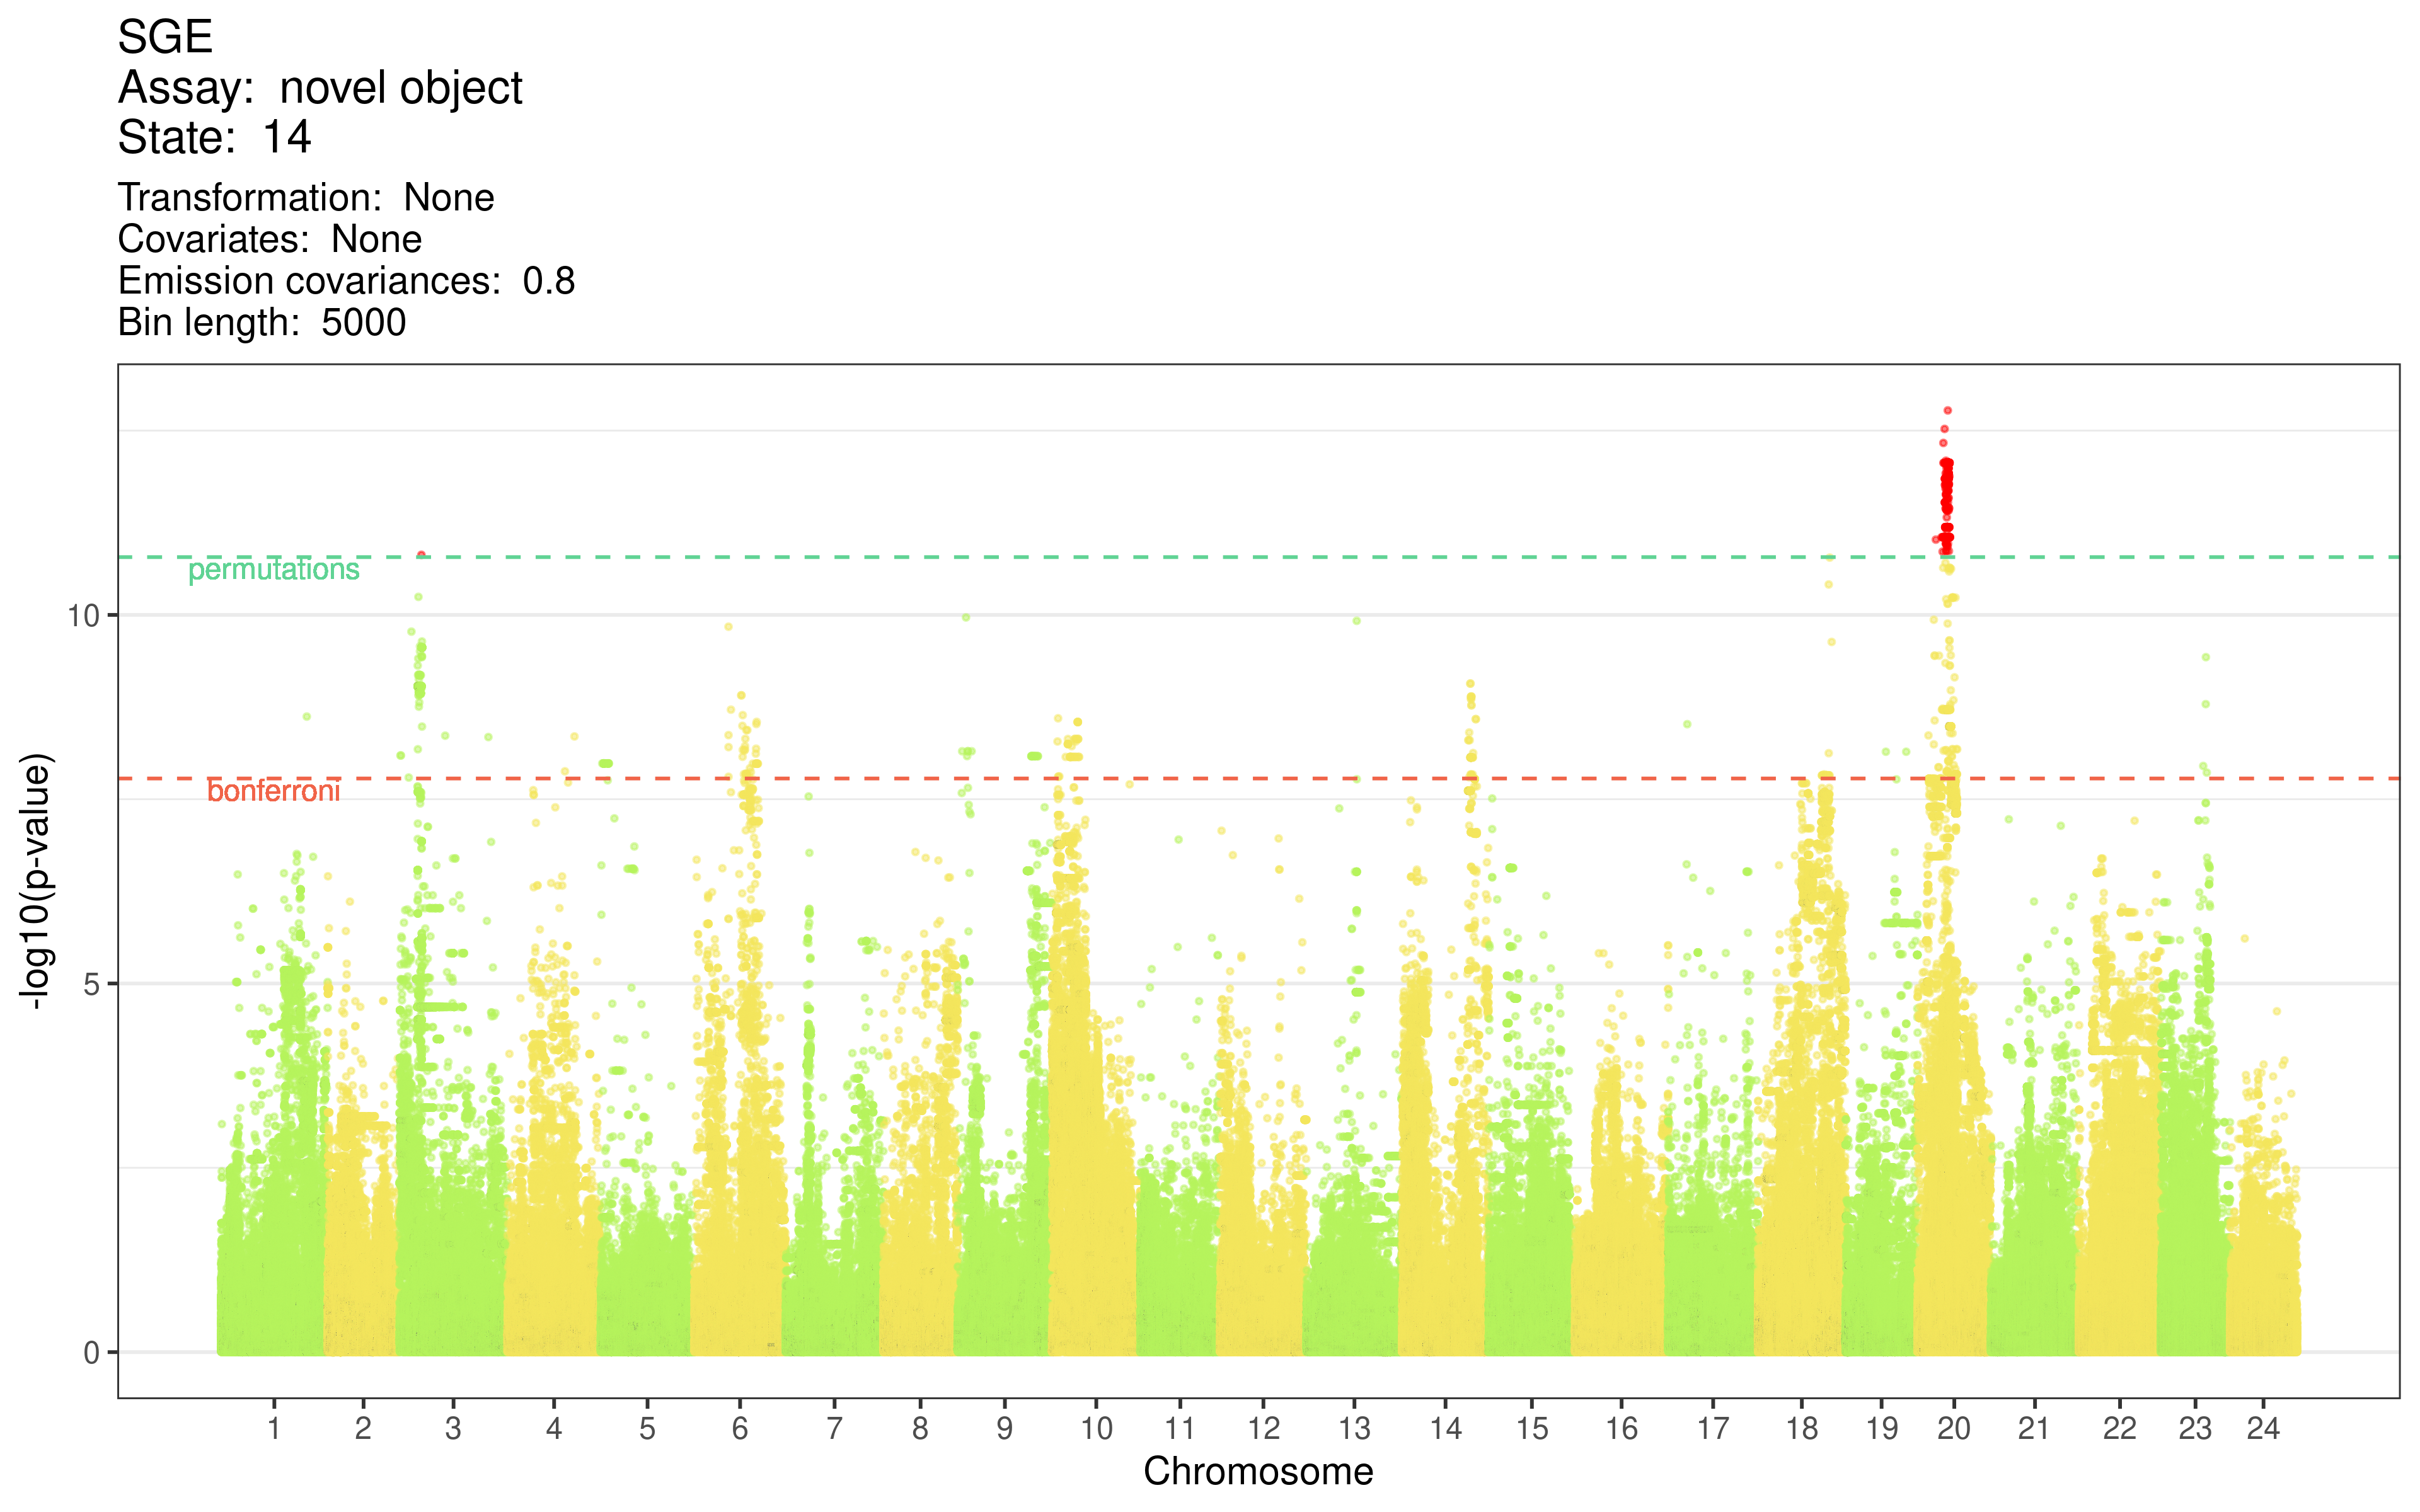 SGE
Assay: novel object
State: 14
Transformation: None
Covariates: None
Emission covariances: 0.8
Bin length: 5000
permutations
10
bonferroni
5
0
-log10(p-value)
1 2 3 4 5 6 7 8 9 10 11 12 13 14 15 16 17 18 19 20 21 22 23 24
Chromosome